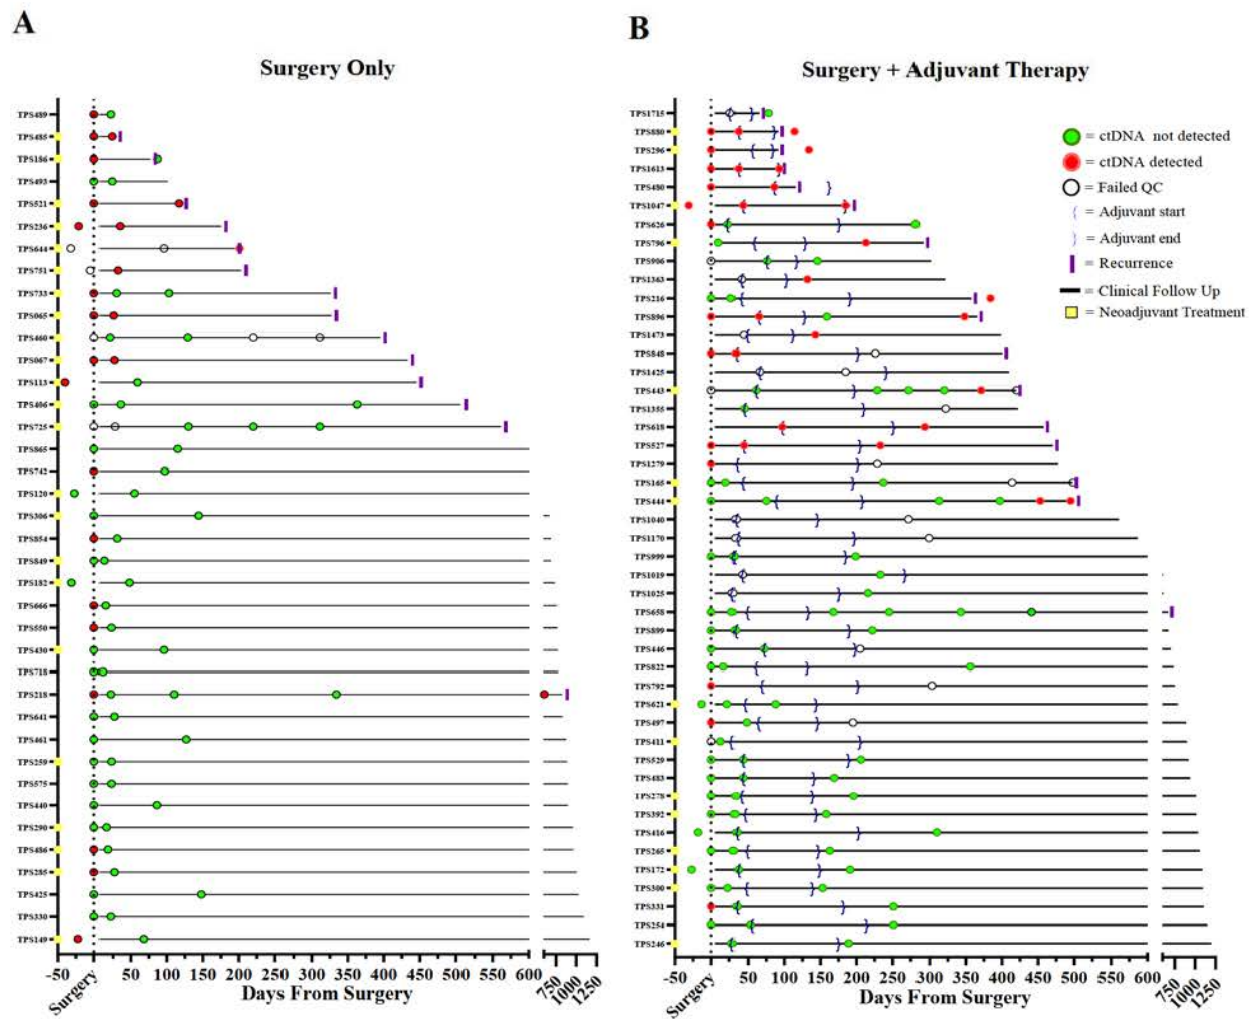 A
Surgery Only
TPS489
TPS485
TPS186
TPS493
TPS521
TPS236
TPS644
TPS751
TPS733
TPS065
TPS460
TPS067
TPS113
TPS406
TPS725
TPS865
TPS742
TPS120
TPS306
TPS854
TPS849
TPS182
TPS666
TPS550
TPS430
TPS718
TPS218
TPS641
TPS461
TPS259
TPS575
TPS440
TPS290
TPS486
TPS285
TPS425
TPS330
TPS149
-50
Surgery
50
100
150
200
250
300
350
400
450
500
550
600
750
1000
1250
Days From Surgery
B
Surgery + Adjuvant Therapy
TPS1715
TPS880
TPS296
TPS1613
TPS480
TPS1047
TPS626
TPS796
TPS906
TPS1363
TPS216
TPS896
TPS1473
TPS848
TPS1425
TPS443
TPS1355
TPS618
TPS527
TPS1279
TPS165
TPS444
TPS1040
TPS1170
TPS999
TPS1019
TPS1025
TPS658
TPS899
TPS446
TPS822
TPS792
TPS621
TPS497
TPS411
TPS529
TPS483
TPS278
TPS392
TPS416
TPS265
TPS172
TPS300
TPS331
TPS254
TPS246
-50
Surgery
50
100
150
200
250
300
350
400
450
500
550
600
750
1000
1250
Days From Surgery
= ctDNA not detected
= ctDNA detected
= Failed QC
{ = Adjuvant start
} = Adjuvant end
= Recurrence
= Clinical Follow Up
= Neoadjuvant Treatment